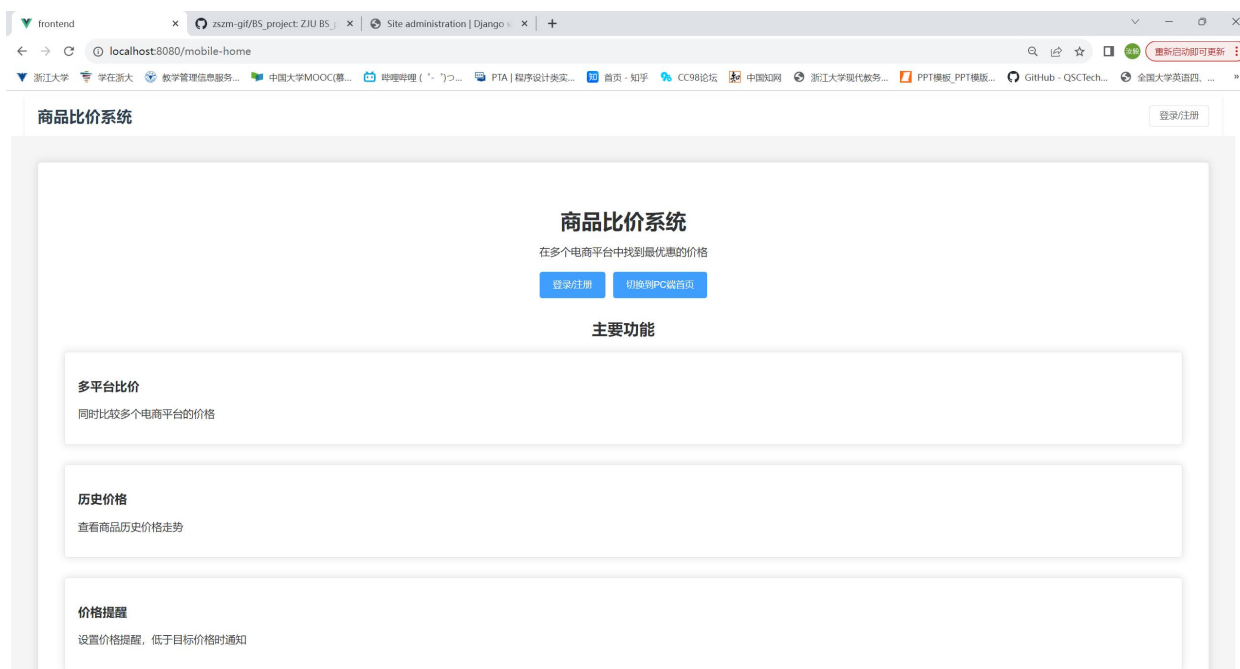 frontend
zszm-gif/BS_project: ZJU BS_p
Site administration | Django s
localhost:8080/mobile-home
重新启动即可更新
浙江大学 学在浙大 教学管理信息服务... 中国大学MOOC(慕... 哔哩哔哩 ( ゜- ゜)つ... PTA | 程序设计类实... 首页 - 知乎 CC98论坛 中国知网 浙江大学现代教务... PPT模板_PPT模版... GitHub - QSCTech... 全国大学英语四、... »
商品比价系统
登录/注册
商品比价系统
在多个电商平台中找到最优惠的价格
登录/注册 切换到PC端首页
主要功能
多平台比价
同时比较多个电商平台的价格
历史价格
查看商品历史价格走势
价格提醒
设置价格提醒，低于目标价格时通知